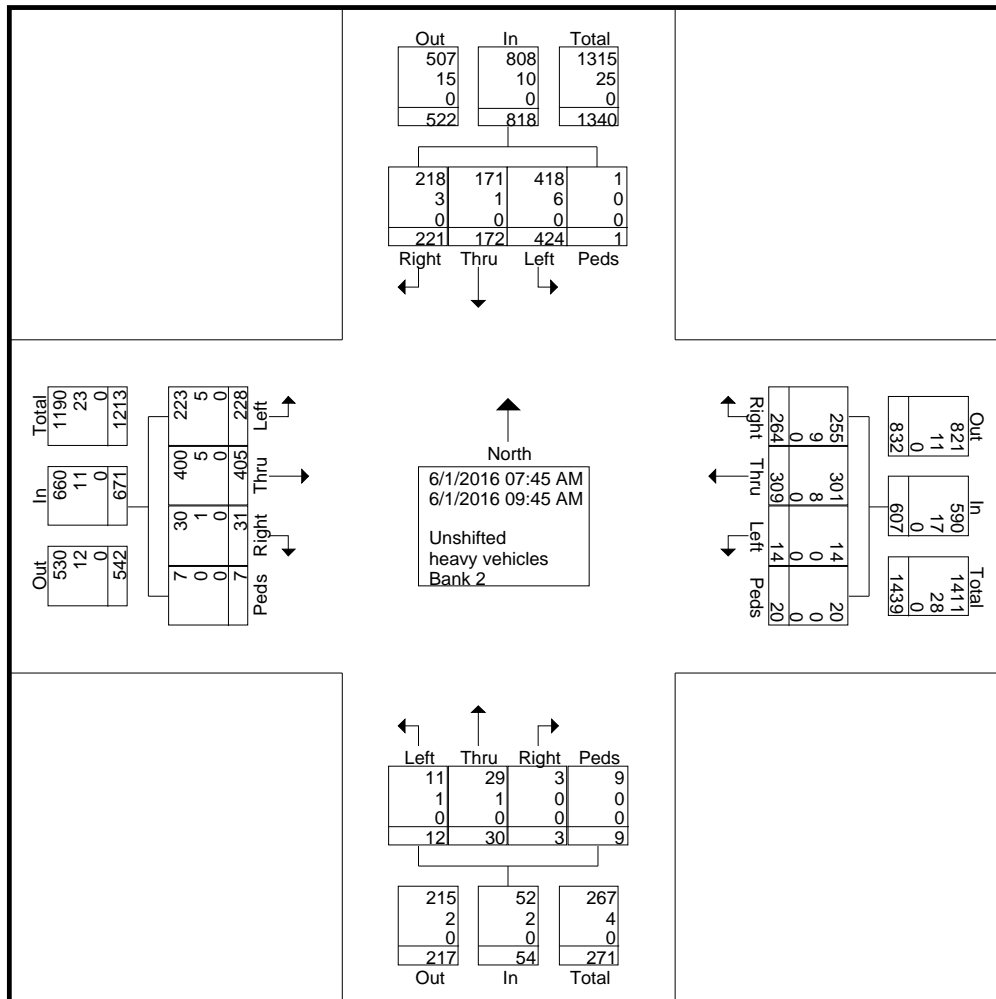 Out In Total
507 808 1315
15 10 25
0 0 0
522 818 1340
218 171 418 1
3 1 6 0
0 0 0 0
221 172 424 1
Right Thru Left Peds
Total
1190
23
0
1213
In
660
11
0
671
Out
530
12
0
542
223
5
0
228
Left
400
5
0
405
Thru
30
1
0
31
Right
7
0
0
7
Peds
North
6/1/2016 07:45 AM
6/1/2016 09:45 AM
Unshifted
heavy vehicles
Bank 2
Right
255
9
0
264
Thru
301
8
0
309
Left
14
0
0
14
Peds
20
0
0
20
Out
821
11
0
832
In
590
17
0
607
Total
1411
28
0
1439
Left Thru Right Peds
11 29 3 9
1 1 0 0
0 0 0 0
12 30 3 9
215 52 267
2 2 4
0 0 0
217 54 271
Out In Total